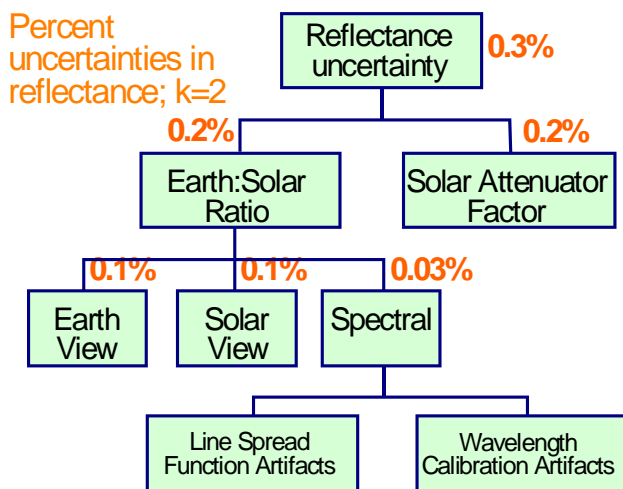 Percent
uncertainties in
reflectance; k=2
Reflectance
uncertainty
0.3%
0.2%
0.2%
Earth:Solar
Ratio
Solar Attenuator
Factor
0.1%
0.1%
0.03%
Earth
View
Solar
View
Spectral
Line Spread
Function Artifacts
Wavelength
Calibration Artifacts